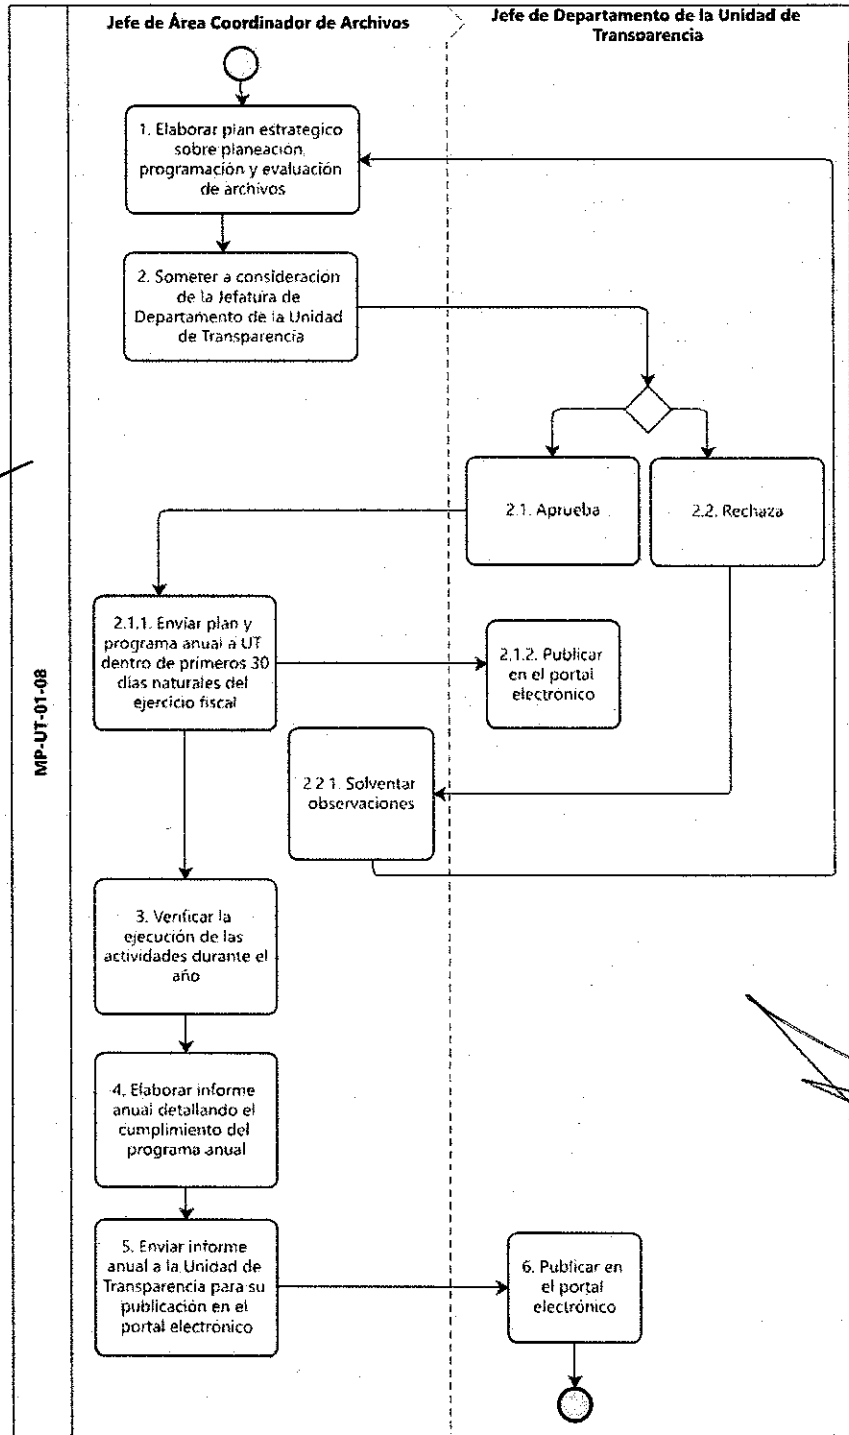 Jefe de Área Coordinador de Archivos
Jefe de Departamento de la Unidad de
Transparencia
1. Elaborar plan estrategico
sobre planeación,
programación y evaluación
de archivos
2. Someter a consideración
de la Jefatura de
Departamento de la Unidad
de Transparencia
2.1. Aprueba
2.2. Rechaza
2.1.1. Enviar plan y
programa anual a UT
dentro de primeros 30
días naturales del
ejercicio fiscal
2.1.2. Publicar
en el portal
electrónico
MP-UT-01-08
2.2.1. Solventar
observaciones
3. Verificar la
ejecución de las
actividades durante el
año
4. Elaborar informe
anual detallando el
cumplimiento del
programa anual
5. Enviar informe
anual a la Unidad de
Transparencia para su
publicación en el
portal electrónico
6. Publicar en
el portal
electrónico